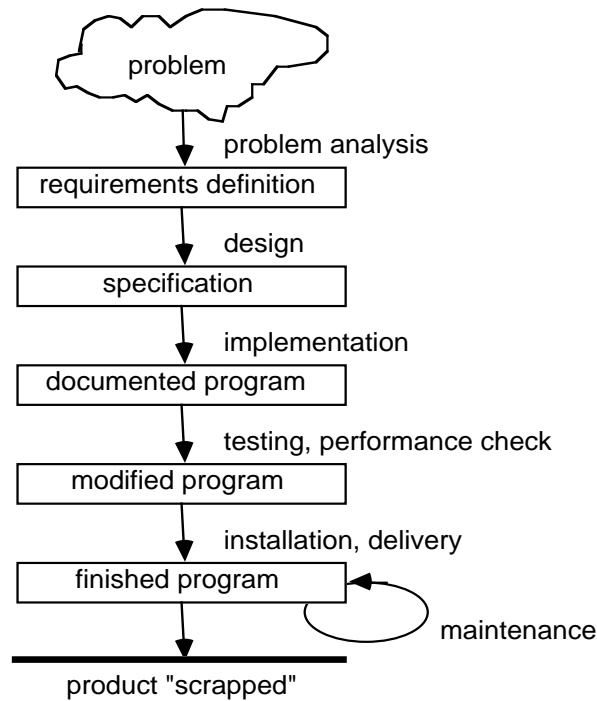 problem
problem analysis
requirements definition
design
specification
implementation
documented program
testing, performance check
modified program
installation, delivery
finished program
maintenance
product "scrapped"